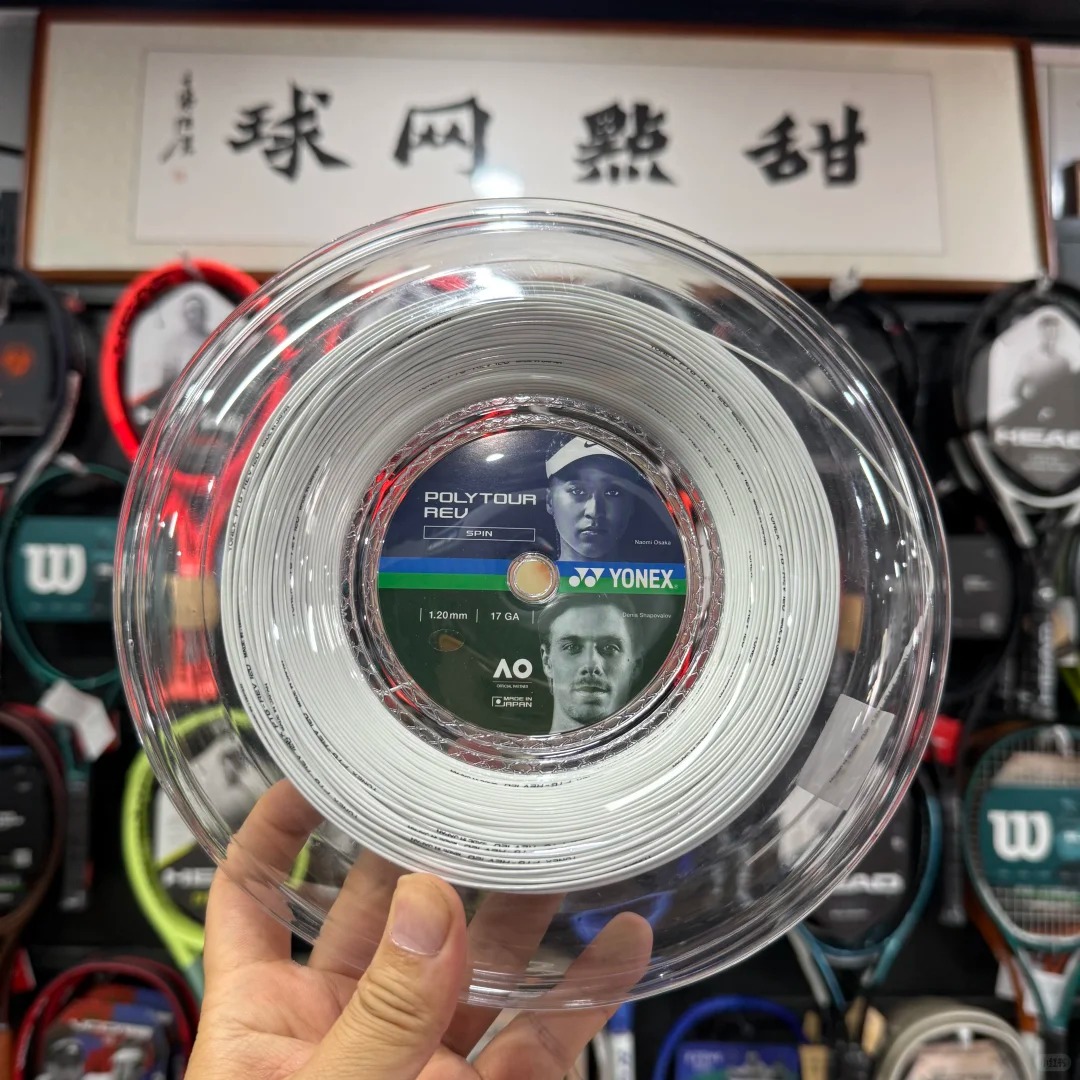 球网點甜
POLYTOUR
REV
SPIN
Naomi Osaka
YONEX
1.20mm | 17 GA
Denis Shapovalov
AO
OFFICIAL PARTNER
MADE IN
JAPAN
HEAD
W
W
HEAD